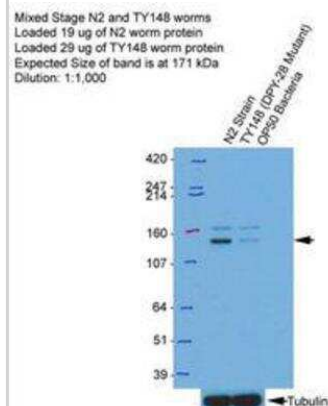 Mixed Stage N2 and TY148 worms
Loaded 19 ug of N2 worm protein
Loaded 29 ug of TY148 worm protein
Expected Size of band is at 171 kDa
Dilution: 1:1,000
N2 Strain
TY148 (DPY-28 Mutant)
OP50 Bacteria
420
247
214
160
107
64
51
39
Tubulin